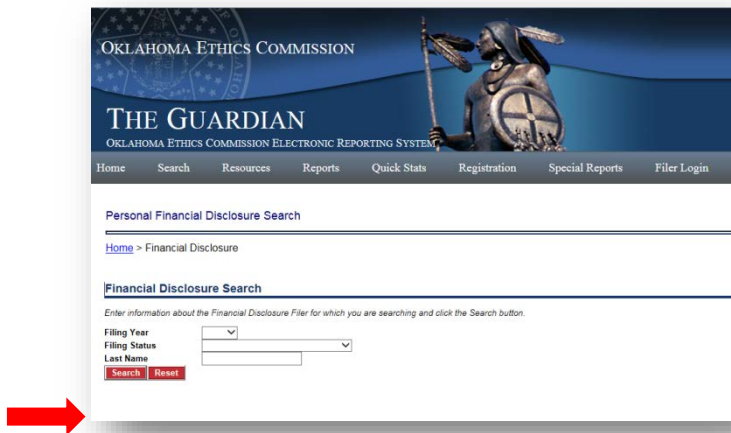 OKLAHOMA ETHICS COMMISSION
THE GUARDIAN
OKLAHOMA ETHICS COMMISSION ELECTRONIC REPORTING SYSTEM
Home Search Resources Reports Quick Stats Registration Special Reports Filer Login
Personal Financial Disclosure Search
Home > Financial Disclosure
Financial Disclosure Search
Enter information about the Financial Disclosure Filer for which you are searching and click the Search button.
Filing Year
Filing Status
Last Name
Search Reset